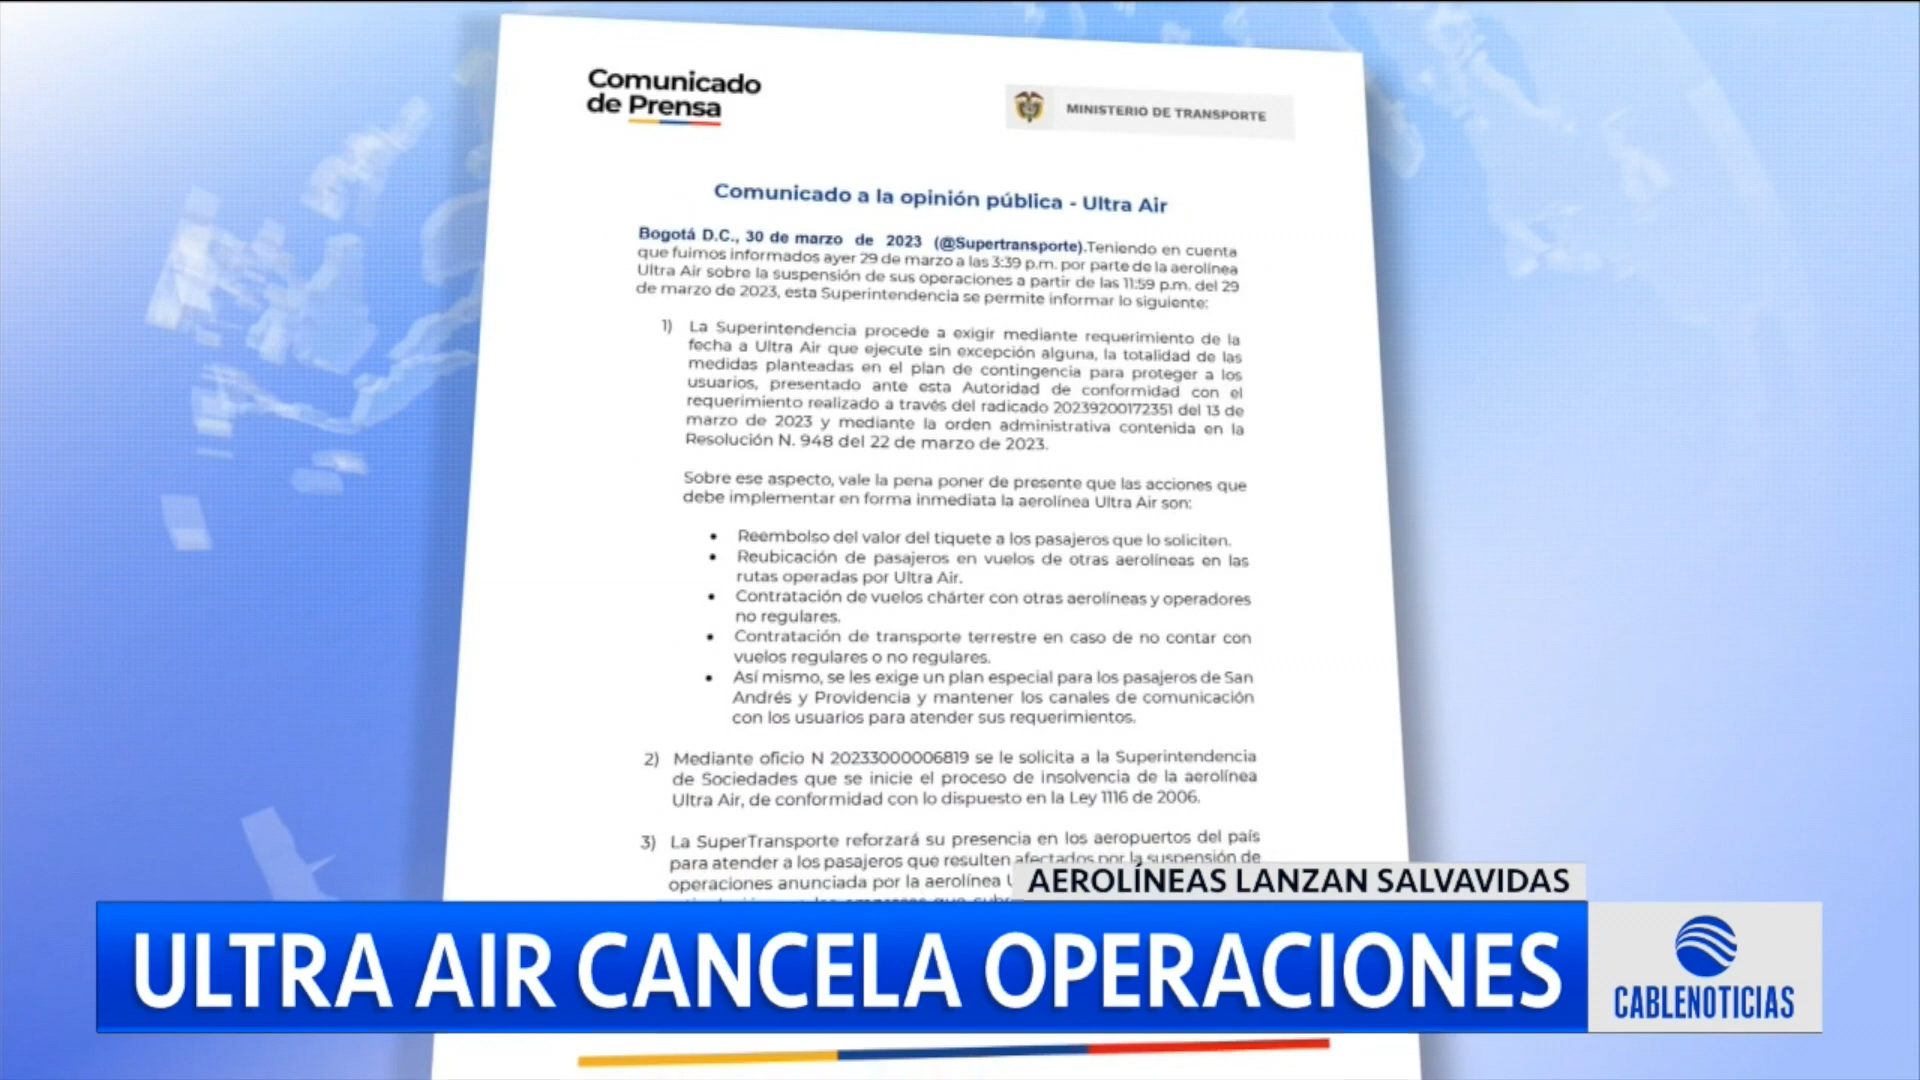 Comunicado
de Prensa
MINISTERIO DE TRANSPORTE
Comunicado a la opinión pública - Ultra Air
Bogotá D.C., 30 de marzo de 2023 (@Supertransporte).Teniendo en cuenta
que fuimos informados ayer 29 de marzo a las 3:39 p.m. por parte de la aerolínea
Ultra Air sobre la suspensión de sus operaciones a partir de las 11:59 p.m. del 29
de marzo de 2023, esta Superintendencia se permite informar lo siguiente:
1) La Superintendencia procede a exigir mediante requerimiento de la
fecha a Ultra Air que ejecute sin excepción alguna, la totalidad de las
medidas planteadas en el plan de contingencia para proteger a los
usuarios, presentado ante esta Autoridad de conformidad con el
requerimiento realizado a través del radicado 20239200172351 del 13 de
marzo de 2023 y mediante la orden administrativa contenida en la
Resolución N. 948 del 22 de marzo de 2023.
Sobre ese aspecto, vale la pena poner de presente que las acciones que
debe implementar en forma inmediata la aerolínea Ultra Air son:
• Reembolso del valor del tiquete a los pasajeros que lo soliciten.
• Reubicación de pasajeros en vuelos de otras aerolíneas en las
rutas operadas por Ultra Air.
• Contratación de vuelos chárter con otras aerolíneas y operadores
no regulares.
• Contratación de transporte terrestre en caso de no contar con
vuelos regulares o no regulares.
• Así mismo, se les exige un plan especial para los pasajeros de San
Andrés y Providencia y mantener los canales de comunicación
con los usuarios para atender sus requerimientos.
2) Mediante oficio N 20233000006819 se le solicita a la Superintendencia
de Sociedades que se inicie el proceso de insolvencia de la aerolínea
Ultra Air, de conformidad con lo dispuesto en la Ley 1116 de 2006.
3) La SuperTransporte reforzará su presencia en los aeropuertos del país
para atender a los pasajeros que resulten afectados por la suspensión de
operaciones anunciada por la aerolínea
AEROLÍNEAS LANZAN SALVAVIDAS
ULTRA AIR CANCELA OPERACIONES
CABLENOTICIAS